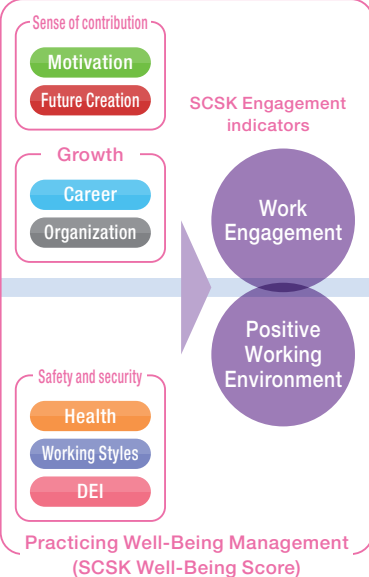 Sense of contribution
Motivation
Future Creation
Growth
Career
Organization
Safety and security
Health
Working Styles
DEI
SCSK Engagement
indicators
Work
Engagement
Positive
Working
Environment
Practicing Well-Being Management
(SCSK Well-Being Score)